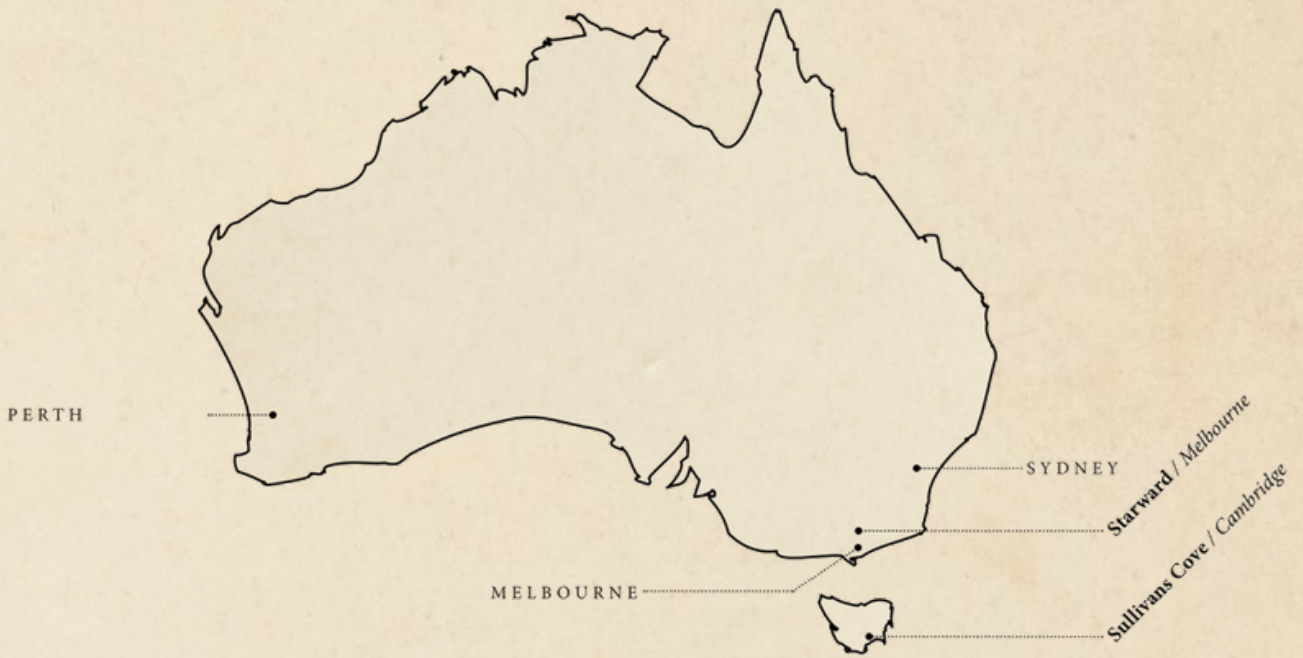 PERTH
SYDNEY
Starward / Melbourne
Sullivans Cove / Cambridge
MELBOURNE